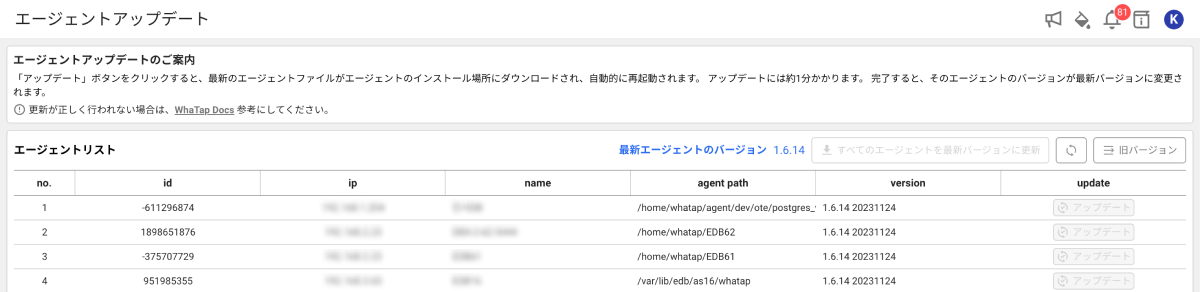 エージェントアップデート
81
K
エージェントアップデートのご案内
「アップデート」ボタンをクリックすると、最新のエージェントファイルがエージェントのインストール場所にダウンロードされ、自動的に再起動されます。 アップデートには約1分かかります。 完了すると、そのエージェントのバージョンが最新バージョンに変更さ
れます。
更新が正しく行われない場合は、WhaTap Docs 参考にしてください。
エージェントリスト 最新エージェントのバージョン 1.6.14 すべてのエージェントを最新バージョンに更新 旧バージョン
no. id ip name agent path version update
1 -611296874 /home/whatap/agent/dev/ote/postgres_ 1.6.14 20231124 アップデート
2 1898651876 /home/whatap/EDB62 1.6.14 20231124 アップデート
3 -375707729 /home/whatap/EDB61 1.6.14 20231124 アップデート
4 951985355 /var/lib/edb/as16/whatap 1.6.14 20231124 アップデート